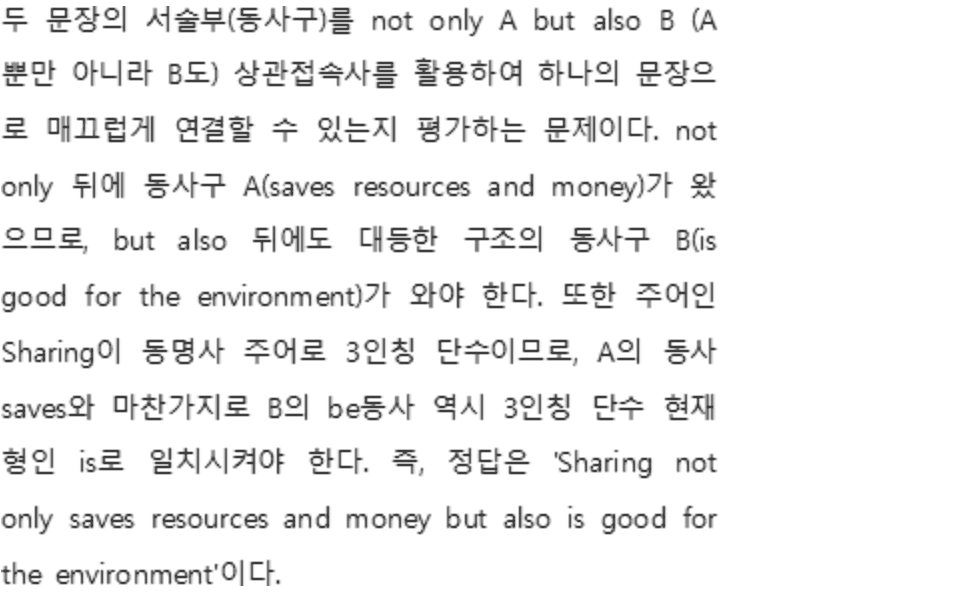 두 문장의 서술부(동사구)를 not only A but also B (A
뿐만 아니라 B도) 상관접속사를 활용하여 하나의 문장으
로 매끄럽게 연결할 수 있는지 평가하는 문제이다. not
only 뒤에 동사구 A(saves resources and money)가 왔
으므로, but also 뒤에도 대등한 구조의 동사구 B(is
good for the environment)가 와야 한다. 또한 주어인
Sharing이 동명사 주어로 3인칭 단수이므로, A의 동사
saves와 마찬가지로 B의 be동사 역시 3인칭 단수 현재
형인 is로 일치시켜야 한다. 즉, 정답은 'Sharing not
only saves resources and money but also is good for
the environment'이다.